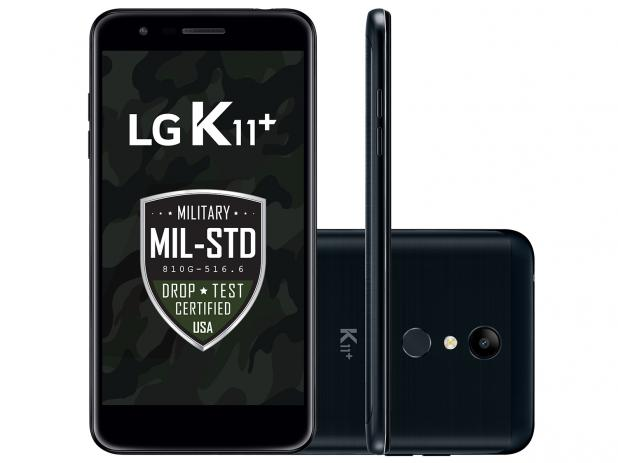 LG K11+
★ MILITARY ★
MIL-STD
810G-516.6
DROP ★ TEST
CERTIFIED
USA
K11+